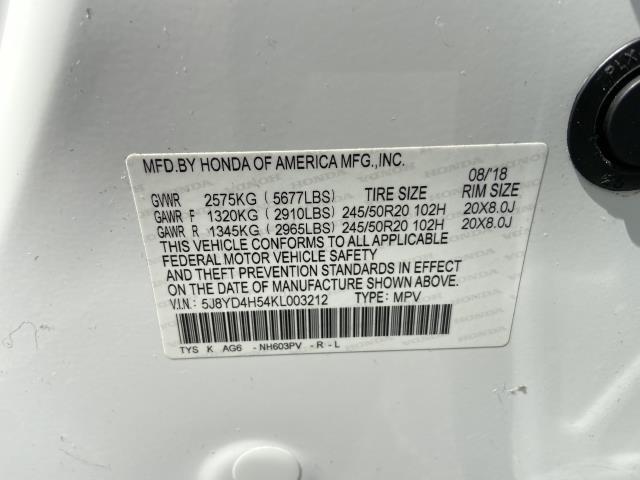 PLX
MFD.BY HONDA OF AMERICA MFG.,INC. 08/18
GVWR 2575KG ( 5677LBS) TIRE SIZE RIM SIZE
GAWR F 1320KG ( 2910LBS) 245/50R20 102H 20X8.0J
GAWR R 1345KG ( 2965LBS) 245/50R20 102H 20X8.0J
THIS VEHICLE CONFORMS TO ALL APPLICABLE
FEDERAL MOTOR VEHICLE SAFETY
AND THEFT PREVENTION STANDARDS IN EFFECT
ON THE DATE OF MANUFACTURE SHOWN ABOVE.
V.I.N: 5J8YD4H54KL003212 TYPE: MPV
TYS K AG6 -NH603PV -R-L